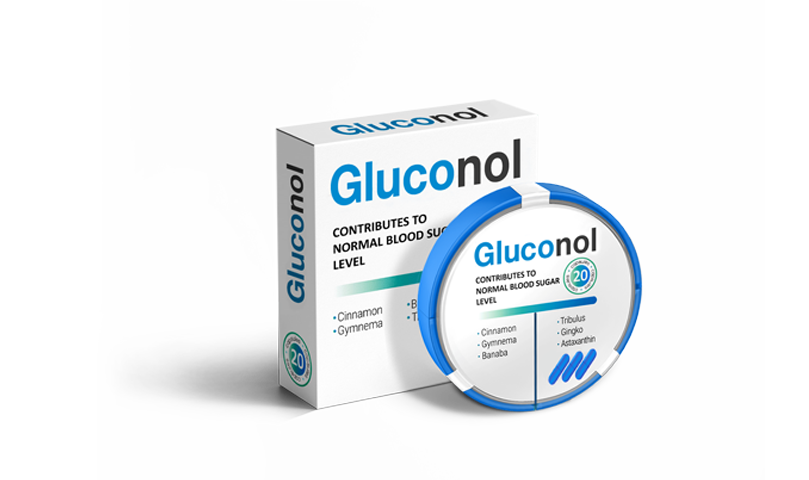 Gluconol
Gluconol
Gluconol
CONTRIBUTES TO
NORMAL BLOOD
LEVEL
• Cinnamon
• Gymnema
20
Gluconol
CONTRIBUTES TO
NORMAL BLOOD SUGAR
LEVEL
20
• Cinnamon
• Gymnema
• Banaba
• Tribulus
• Gingko
• Astaxanthin